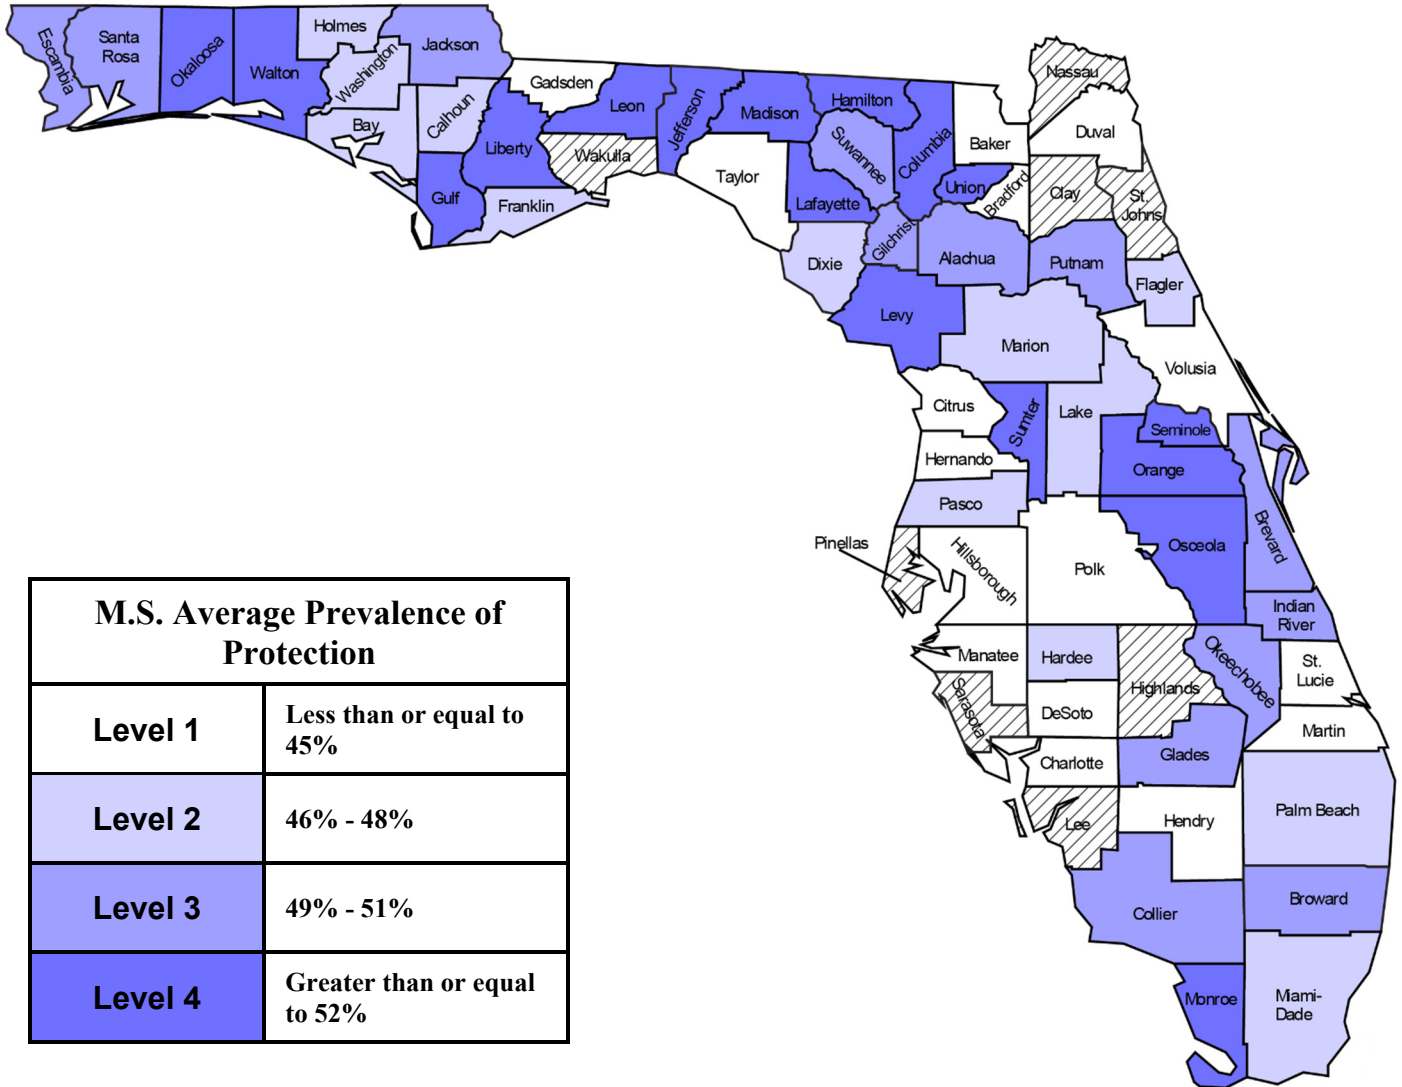 Holmes
Santa
Rosa
Escambia
Okaloosa
Walton
Washington
Jackson
Gadsden
Nassau
Bay
Calhoun
Liberty
Leon
Jefferson
Madison
Hamilton
Duval
Wakulla
Suwannee
Columbia
Baker
Gulf
Franklin
Taylor
Lafayette
Union
Bradford
Clay
St.
Johns
Dixie
Gilchrist
Alachua
Putnam
Flagler
Levy
Marion
Volusia
Citrus
Sumter
Lake
Seminole
Hernando
Orange
Pasco
Brevard
Pinellas
Hillsborough
Polk
Osceola
Indian
River
Manatee
Hardee
Highlands
Okeechobee
St.
Lucie
Sarasota
DeSoto
Martin
Charlotte
Glades
Lee
Hendry
Palm Beach
Collier
Broward
Monroe
Miami-
Dade
M.S. Average Prevalence of
Protection
Level 1
Less than or equal to
45%
Level 2
46% - 48%
Level 3
49% - 51%
Level 4
Greater than or equal
to 52%